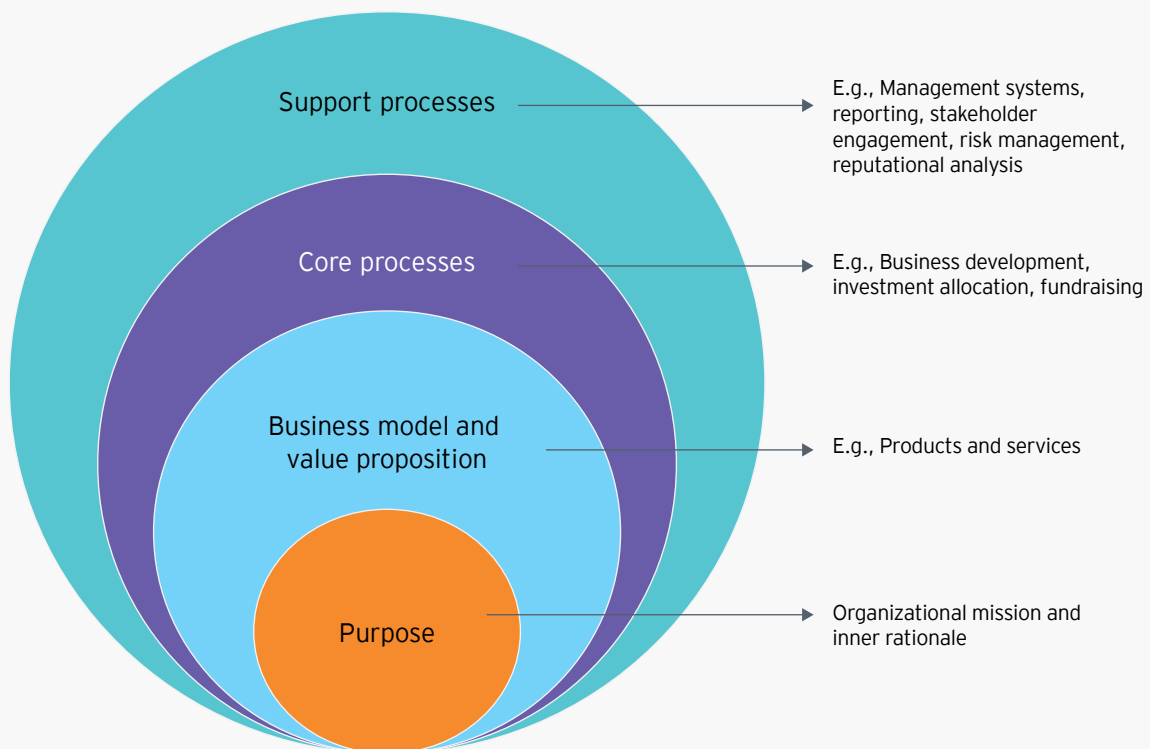 Support processes
E.g., Management systems,
reporting, stakeholder
engagement, risk management,
reputational analysis
Core processes
E.g., Business development,
investment allocation, fundraising
Business model and
value proposition
E.g., Products and services
Purpose
Organizational mission and
inner rationale